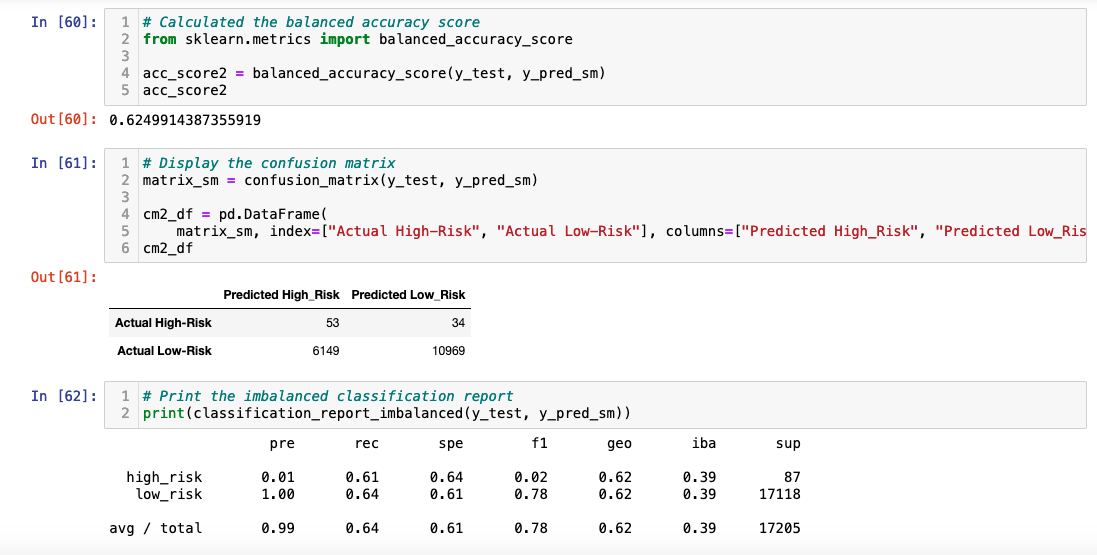 In [60]: 1 # Calculated the balanced accuracy score
2 from sklearn.metrics import balanced_accuracy_score
3
4 acc_score2 = balanced_accuracy_score(y_test, y_pred_sm)
5 acc_score2
Out[60]: 0.6249914387355919
In [61]: 1 # Display the confusion matrix
2 matrix_sm = confusion_matrix(y_test, y_pred_sm)
3
4 cm2_df = pd.DataFrame(
5 matrix_sm, index=["Actual High-Risk", "Actual Low-Risk"], columns=["Predicted High_Risk", "Predicted Low_Ris
6 cm2_df
Out[61]:
Predicted High_Risk Predicted Low_Risk
Actual High-Risk 53 34
Actual Low-Risk 6149 10969
In [62]: 1 # Print the imbalanced classification report
2 print(classification_report_imbalanced(y_test, y_pred_sm))
pre rec spe f1 geo iba sup
high_risk 0.01 0.61 0.64 0.02 0.62 0.39 87
low_risk 1.00 0.64 0.61 0.78 0.62 0.39 17118
avg / total 0.99 0.64 0.61 0.78 0.62 0.39 17205